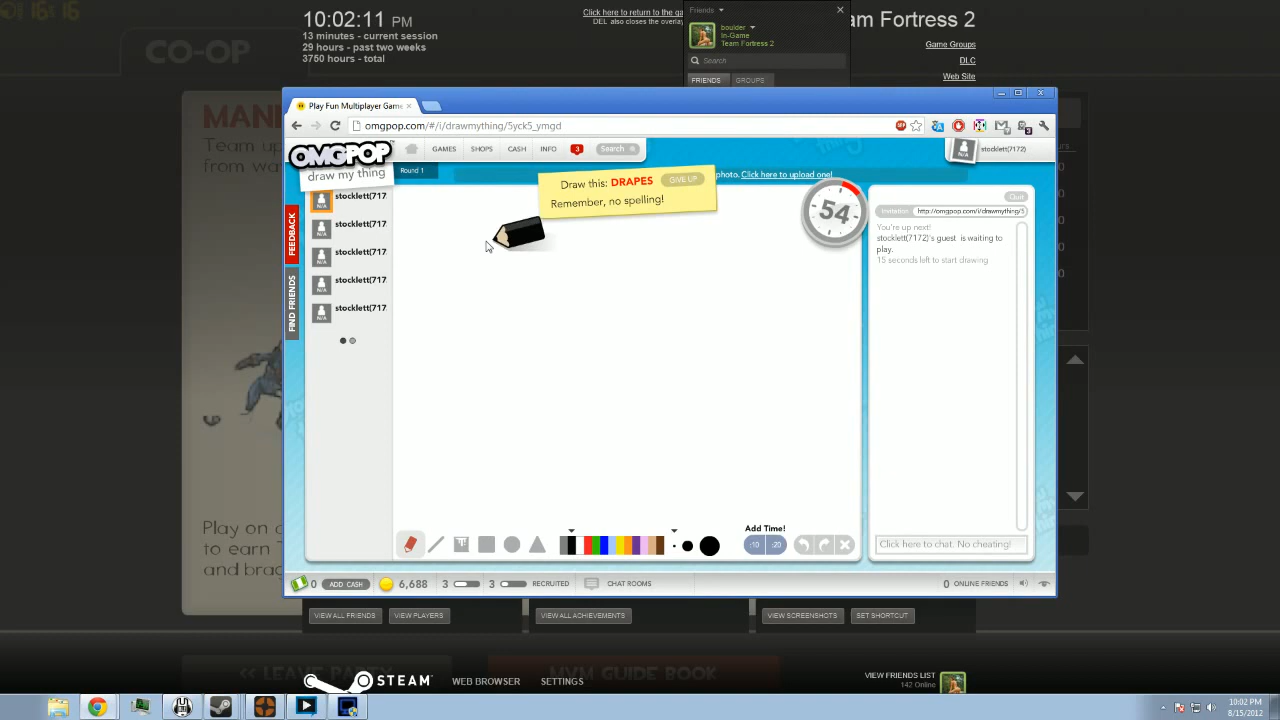 10:02:11 PM
13 minutes - current session
29 hours - past two weeks
3750 hours - total
Click here to return to the ga
DEL also closes the overlay
Friends
boulder
In-Game
Team Fortress 2
Search
FRIENDS
GROUPS
am Fortress 2
Game Groups
DLC
Web Site
CO-OP
MAN
Team up
from wa
Play Fun Multiplayer Game
omgpop.com/#/i/drawmything/5yck5_ymgd
OMGPOP
GAMES
SHOPS
CASH
INFO
3
Search
N/A
stocklett(7172)
draw my thing
Round 1
photo. Click here to upload one!
Draw this: DRAPES
GIVE UP
Remember, no spelling!
54
Quit
Invitation
http://omgpop.com/i/drawmything/5
You're up next!
stocklett(7172)'s guest is waiting to
play.
15 seconds left to start drawing
FEEDBACK
FIND FRIENDS
N/A
stocklett(717
N/A
stocklett(717
N/A
stocklett(717
N/A
stocklett(717
N/A
stocklett(717
Add Time!
:10
:20
Click here to chat. No cheating!
0
ADD CASH
6,688
3
3
RECRUITED
CHAT ROOMS
0 ONLINE FRIENDS
Play on o
to earn
and brag
VIEW ALL FRIENDS
VIEW PLAYERS
VIEW ALL ACHIEVEMENTS
VIEW SCREENSHOTS
SET SHORTCUT
<< LEAVE PARTY
MVM GUIDE BOOK
STEAM
WEB BROWSER
SETTINGS
VIEW FRIENDS LIST
142 Online
10:02 PM
8/15/2012